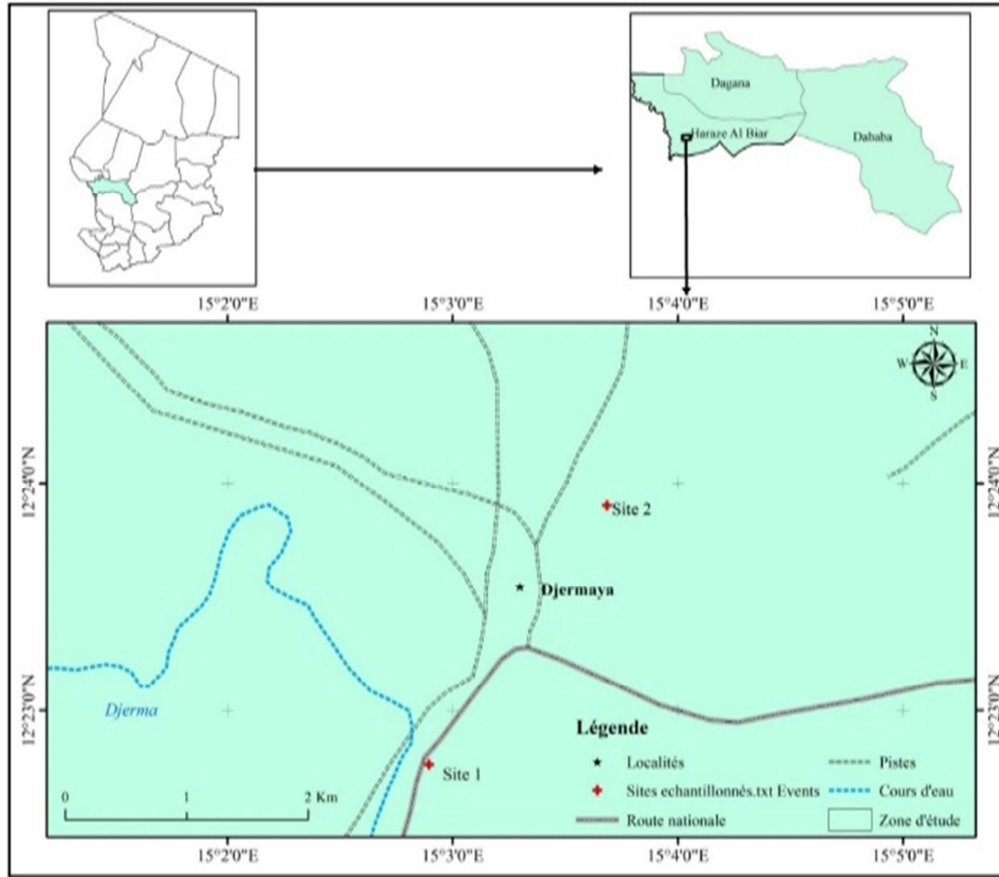 Dagana
Haraze Al Biar
Dababa
15°2'0"E
15°3'0"E
15°4'0"E
15°5'0"E
N
W E
S
12°24'0"N
12°24'0"N
Site 2
Djermaya
12°23'0"N
12°23'0"N
Djerma
Légende
Site 1
Localités
Pistes
Sites echantillonnés.txt Events
Cours d'eau
Route nationale
Zone d'étude
0 1 2 Km
15°2'0"E
15°3'0"E
15°4'0"E
15°5'0"E